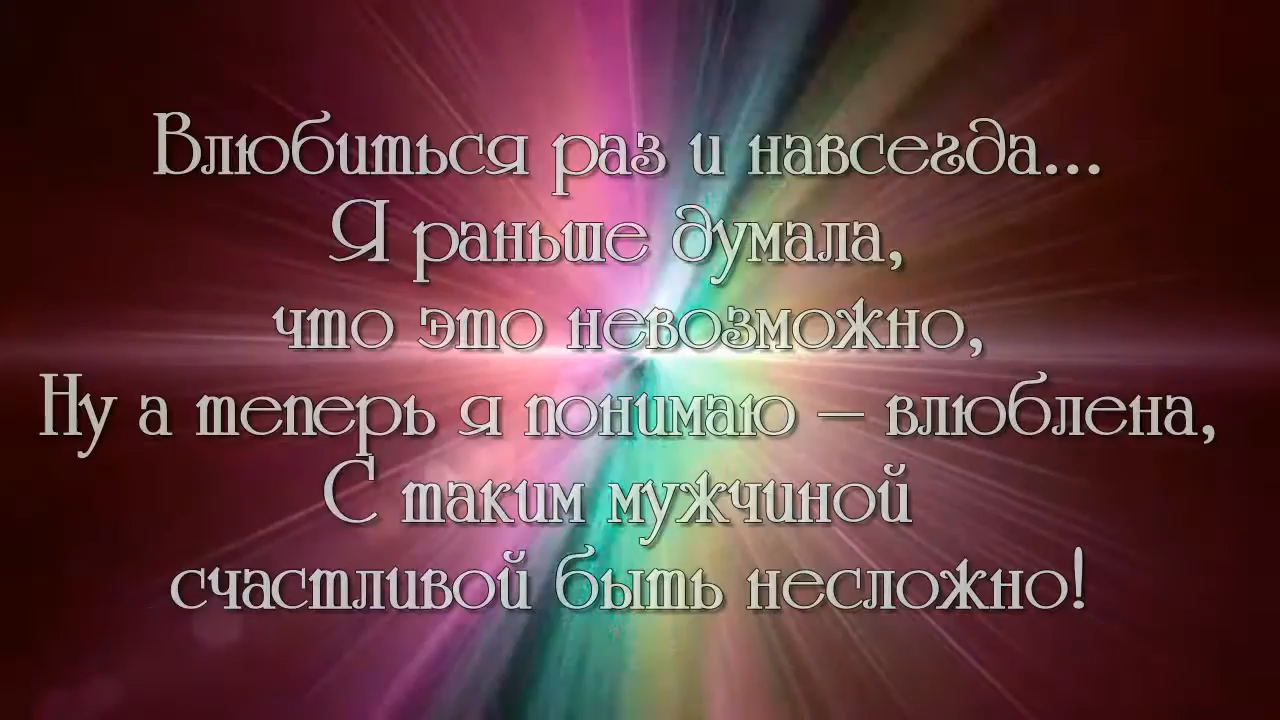 Влюбиться раз и навсегда...
Я раньше думала,
что это невозможно,
Ну а теперь я понимаю – влюблена,
С таким мужчиной
счастливой быть несложно!